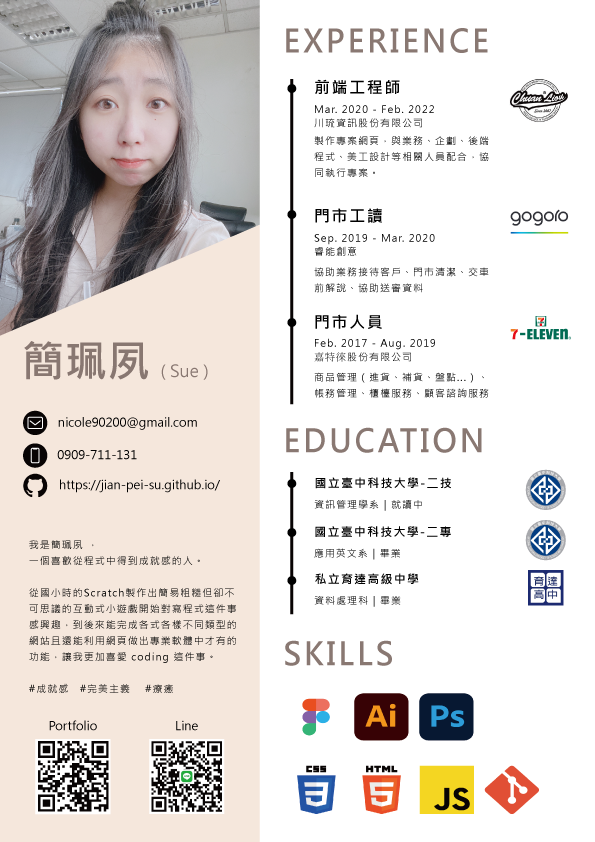 簡珮夙 ( Sue )
nicole90200@gmail.com
0909-711-131
https://jian-pei-su.github.io/
我是簡珮夙 ，
一個喜歡從程式中得到成就感的人。
從國小時的Scratch製作出簡易粗糙但卻不
可思議的互動式小遊戲開始對寫程式這件事
感興趣，到後來能完成各式各樣不同類型的
網站且還能利用網頁做出專業軟體中才有的
功能，讓我更加喜愛 coding 這件事。
#成就感 #完美主義 #療癒
Portfolio
Line
LINE
EXPERIENCE
前端工程師
Mar. 2020 - Feb. 2022
川琉資訊股份有限公司
製作專案網頁，與業務、企劃、後端
程式、美工設計等相關人員配合，協
同執行專案。
Chuan Liou
門市工讀
Sep. 2019 - Mar. 2020
睿能創意
協助業務接待客戶、門市清潔、交車
前解說、協助送審資料
gogoro
門市人員
Feb. 2017 - Aug. 2019
嘉特徠股份有限公司
商品管理 ( 進貨、補貨、盤點... ) 、
帳務管理、櫃檯服務、顧客諮詢服務
7-ELEVEN
EDUCATION
國立臺中科技大學-二技
資訊管理學系 | 就讀中
國立臺中科技大學-二專
應用英文系 | 畢業
私立育達高級中學
資料處理科 | 畢業
育達
高中
SKILLS
Ai
Ps
CSS
3
HTML
5
JS